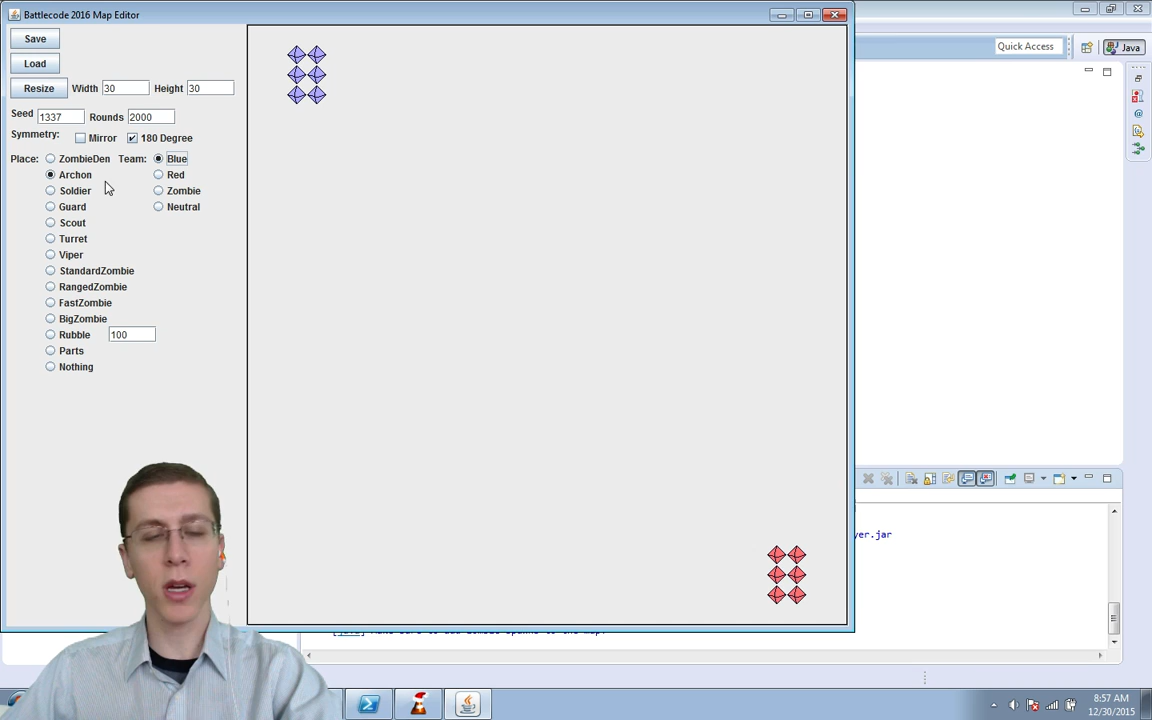 Battlecode 2016 Map Editor
Save
Load
Resize Width 30 Height 30
Seed 1337 Rounds 2000
Symmetry: Mirror 180 Degree
Place: ZombieDen Team: Blue
Archon Red
Soldier Zombie
Guard Neutral
Scout
Turret
Viper
StandardZombie
RangedZombie
FastZombie
BigZombie
Rubble 100
Parts
Nothing
Quick Access Java
yer.jar
8:57 AM
12/30/2015